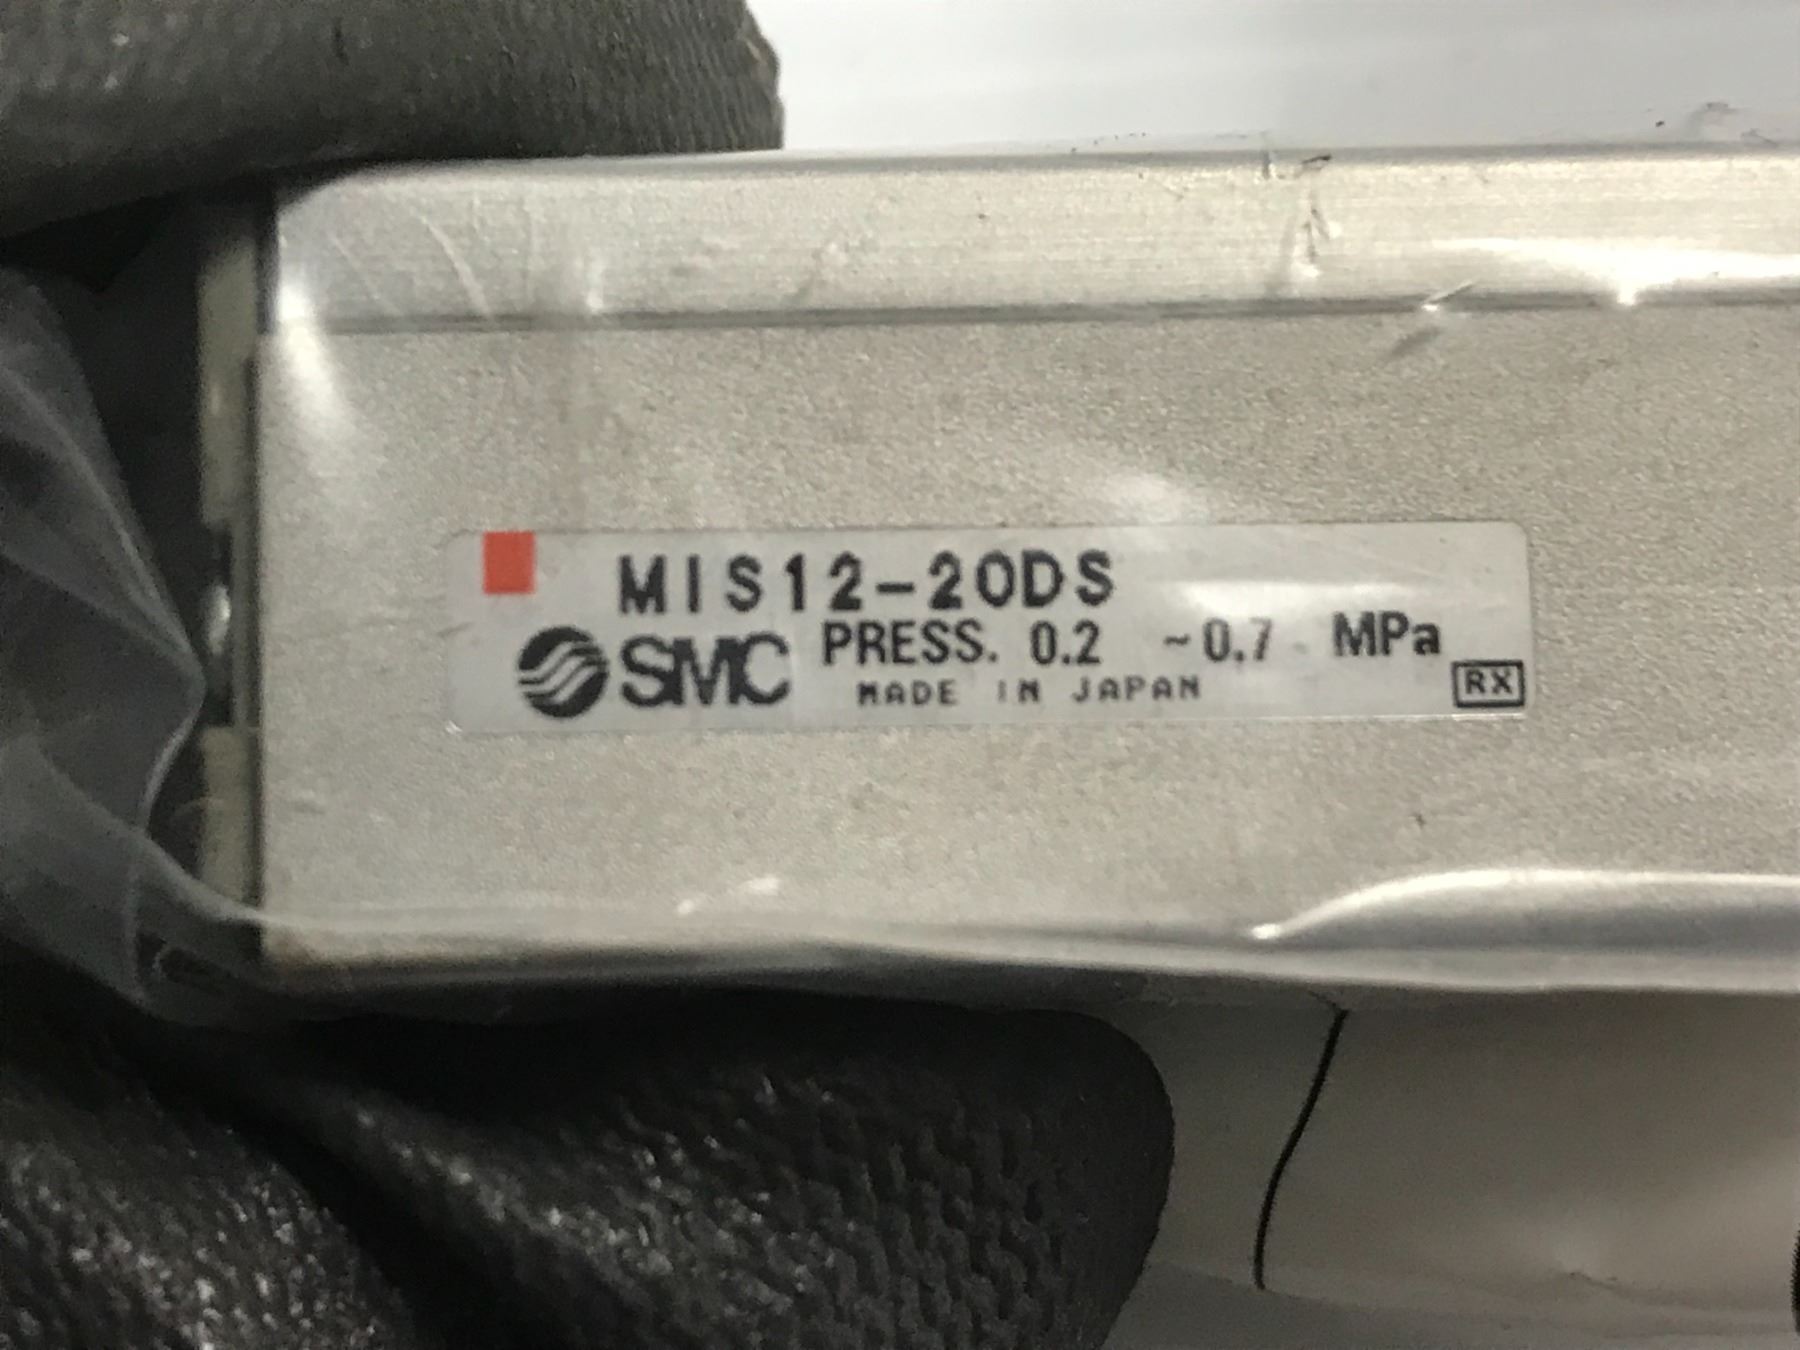 MIS12-20DS
SMC PRESS. 0.2 ~0.7 MPa
MADE IN JAPAN RX